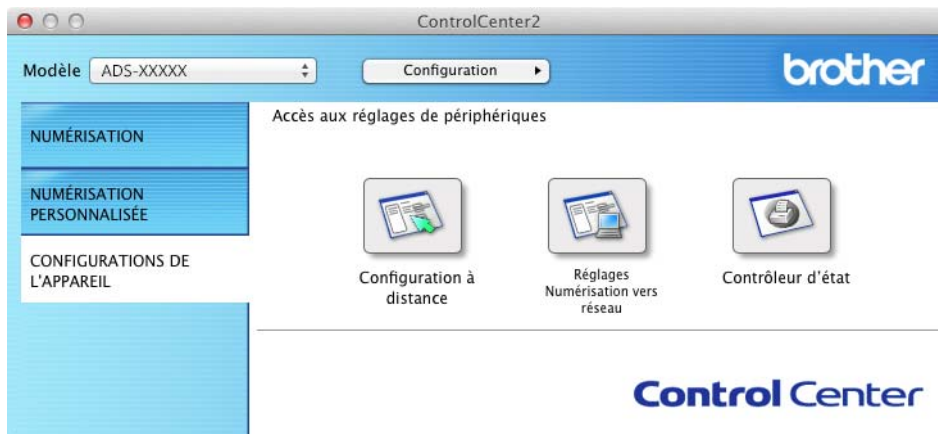 ControlCenter2
Modèle ADS-XXXXX Configuration
brother
NUMÉRISATION
NUMÉRISATION
PERSONNALISÉE
CONFIGURATIONS DE
L'APPAREIL
Accès aux réglages de périphériques
Configuration à
distance
Réglages
Numérisation vers
réseau
Contrôleur d'état
Control Center